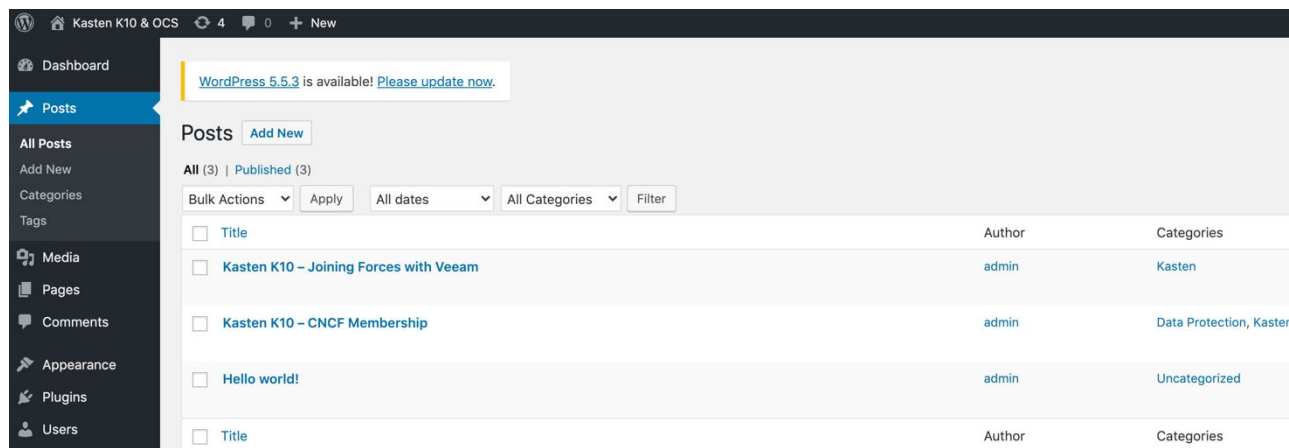 Kasten K10 & OCS 4 0 + New
Dashboard
Posts
All Posts
Add New
Categories
Tags
Media
Pages
Comments
Appearance
Plugins
Users
WordPress 5.5.3 is available! Please update now.
Posts Add New
All (3) | Published (3)
Bulk Actions Apply All dates All Categories Filter
Title Author Categories
Kasten K10 – Joining Forces with Veeam admin Kasten
Kasten K10 – CNCF Membership admin Data Protection, Kasten
Hello world! admin Uncategorized
Title Author Categories